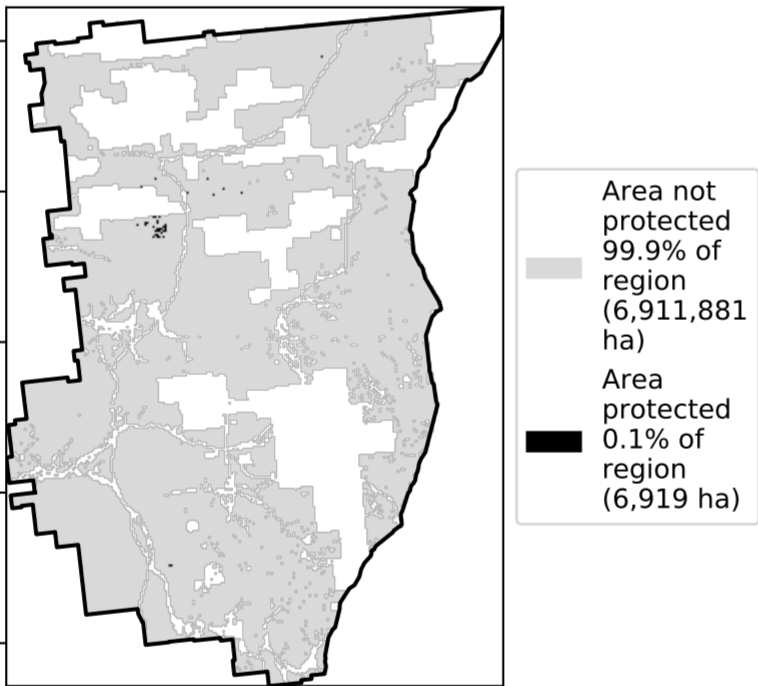 Area not
protected
99.9% of
region
(6,911,881
ha)
Area
protected
0.1% of
region
(6,919 ha)